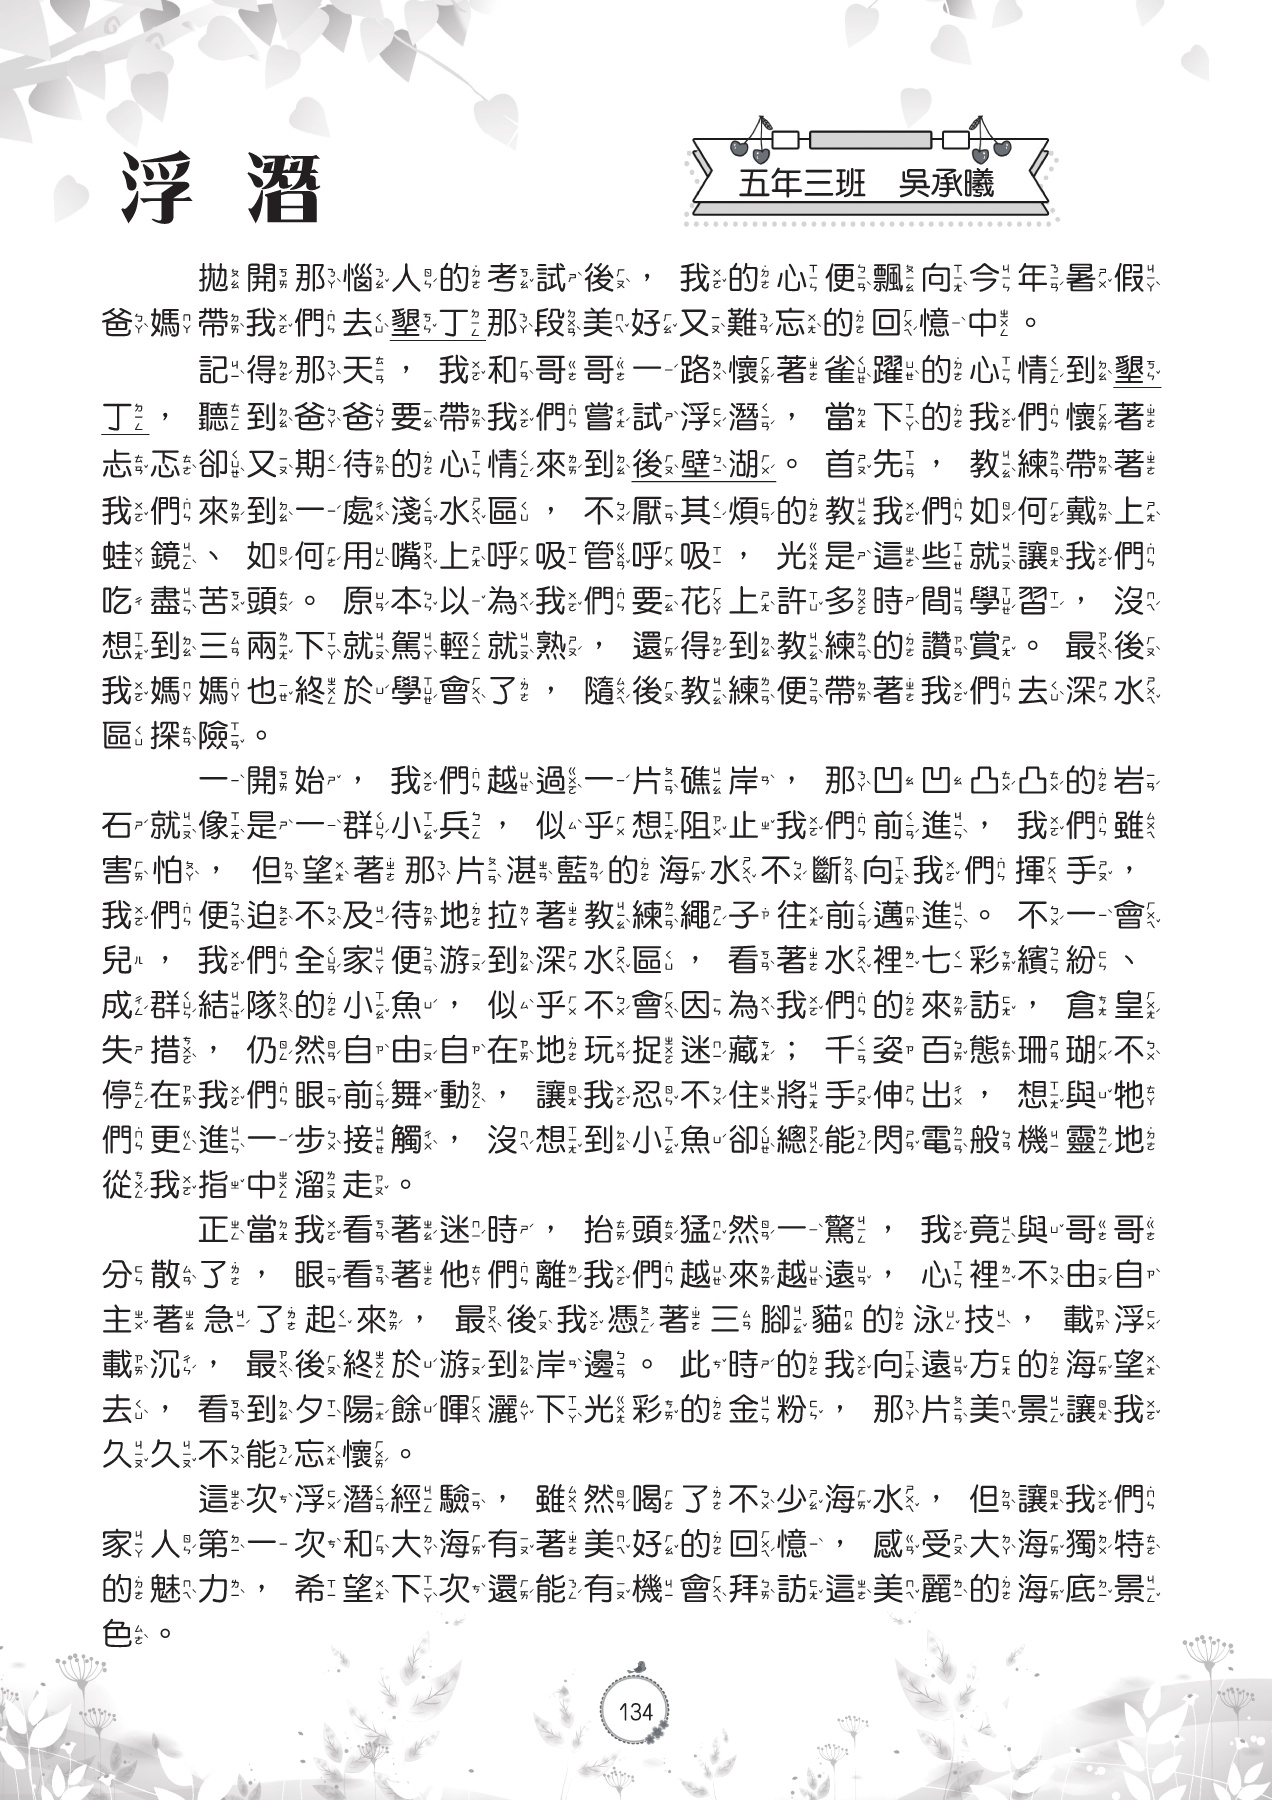 浮潛
五年三班　吳承曦
　　拋開那惱人的考試後，我的心便飄向今年暑假
爸媽帶我們去墾丁那段美好又難忘的回憶中。
　　記得那天，我和哥哥一路懷著雀躍的心情到墾
丁，聽到爸爸要帶我們嘗試浮潛，當下的我們懷著
忐忑卻又期待的心情來到後壁湖。首先，教練帶著
我們來到一處淺水區，不厭其煩的教我們如何戴上
蛙鏡、如何用嘴上呼吸管呼吸，光是這些就讓我們
吃盡苦頭。原本以為我們要花上許多時間學習，沒
想到三兩下就駕輕就熟，還得到教練的讚賞。最後
我媽媽也終於學會了，隨後教練便帶著我們去深水
區探險。
　　一開始，我們越過一片礁岸，那凹凹凸凸的岩
石就像是一群小兵，似乎想阻止我們前進，我們雖
害怕，但望著那片湛藍的海水不斷向我們揮手，
我們便迫不及待地拉著教練繩子往前邁進。不一會
兒，我們全家便游到深水區，看著水裡七彩繽紛、
成群結隊的小魚，似乎不會因為我們的來訪，倉皇
失措，仍然自由自在地玩捉迷藏；千姿百態珊瑚不
停在我們眼前舞動，讓我忍不住將手伸出，想與牠
們更進一步接觸，沒想到小魚卻總能閃電般機靈地
從我指中溜走。
　　正當我看著迷時，抬頭猛然一驚，我竟與哥哥
分散了，眼看著他們離我們越來越遠，心裡不由自
主著急了起來，最後我憑著三腳貓的泳技，載浮
載沉，最後終於游到岸邊。此時的我向遠方的海望
去，看到夕陽餘暉灑下光彩的金粉，那片美景讓我
久久不能忘懷。
　　這次浮潛經驗，雖然喝了不少海水，但讓我們
家人第一次和大海有著美好的回憶，感受大海獨特
的魅力，希望下次還能有機會拜訪這美麗的海底景
色。
134